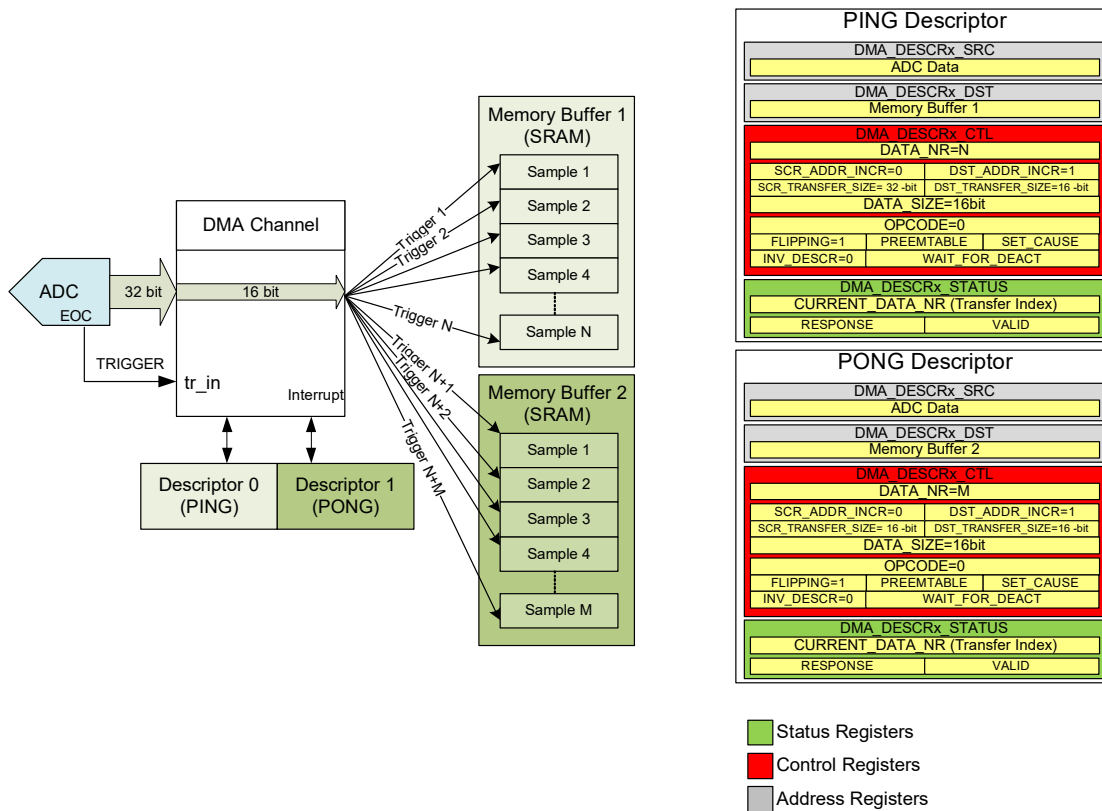 ADC
EOC
32 bit
TRIGGER
DMA Channel
16 bit
tr_in
Interrupt
Descriptor 0
(PING)
Descriptor 1
(PONG)
Trigger 1
Trigger 2
Trigger N
Trigger N+1
Trigger N+2
Trigger N+M
Memory Buffer 1
(SRAM)
Sample 1
Sample 2
Sample 3
Sample 4
Sample N
Memory Buffer 2
(SRAM)
Sample 1
Sample 2
Sample 3
Sample 4
Sample M
PING Descriptor
DMA_DESCRx_SRC
ADC Data
DMA_DESCRx_DST
Memory Buffer 1
DMA_DESCRx_CTL
DATA_NR=N
SCR_ADDR_INCR=0 DST_ADDR_INCR=1
SCR_TRANSFER_SIZE= 32 -bit DST_TRANSFER_SIZE=16 -bit
DATA_SIZE=16bit
OPCODE=0
FLIPPING=1 PREEMTABLE SET_CAUSE
INV_DESCR=0 WAIT_FOR_DEACT
DMA_DESCRx_STATUS
CURRENT_DATA_NR (Transfer Index)
RESPONSE VALID
PONG Descriptor
DMA_DESCRx_SRC
ADC Data
DMA_DESCRx_DST
Memory Buffer 2
DMA_DESCRx_CTL
DATA_NR=M
SCR_ADDR_INCR=0 DST_ADDR_INCR=1
SCR_TRANSFER_SIZE= 16 -bit DST_TRANSFER_SIZE=16 -bit
DATA_SIZE=16bit
OPCODE=0
FLIPPING=1 PREEMTABLE SET_CAUSE
INV_DESCR=0 WAIT_FOR_DEACT
DMA_DESCRx_STATUS
CURRENT_DATA_NR (Transfer Index)
RESPONSE VALID
Status Registers
Control Registers
Address Registers